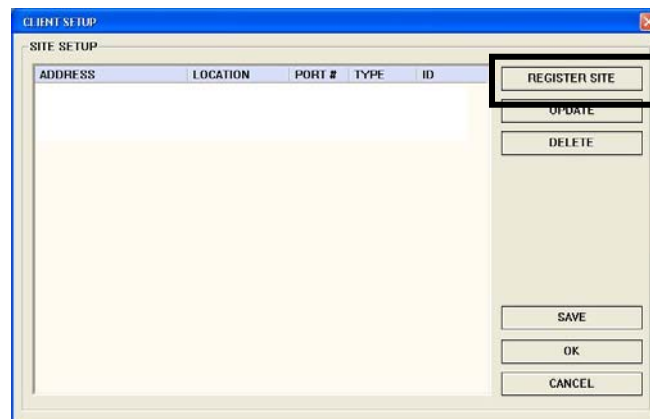 CLIENT SETUP
SITE SETUP
ADDRESS LOCATION PORT # TYPE ID
REGISTER SITE
UPDATE
DELETE
SAVE
OK
CANCEL